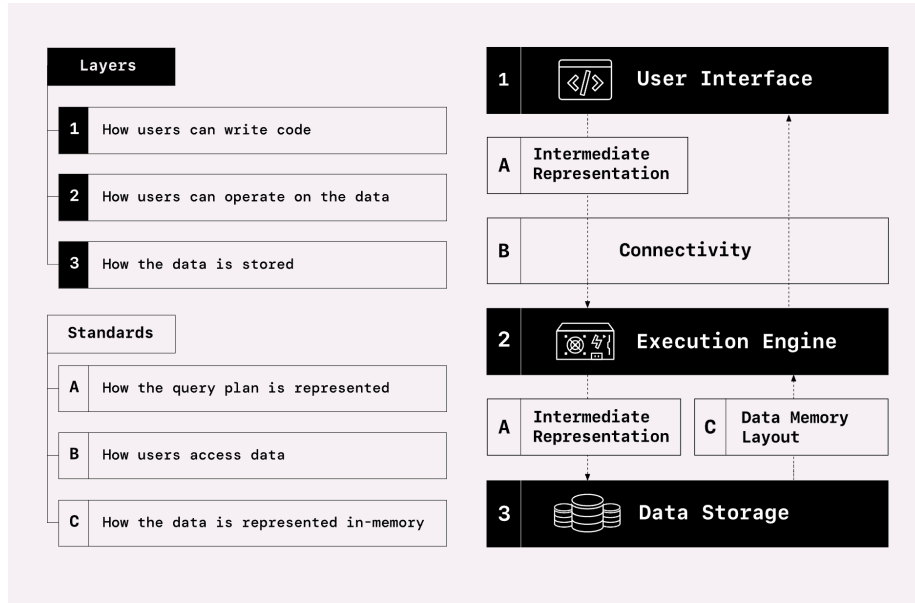 Layers
1 How users can write code
2 How users can operate on the data
3 How the data is stored
Standards
A How the query plan is represented
B How users access data
C How the data is represented in-memory
1 </> User Interface
A Intermediate
Representation
B Connectivity
2 Execution Engine
A Intermediate
Representation
C Data Memory
Layout
3 Data Storage